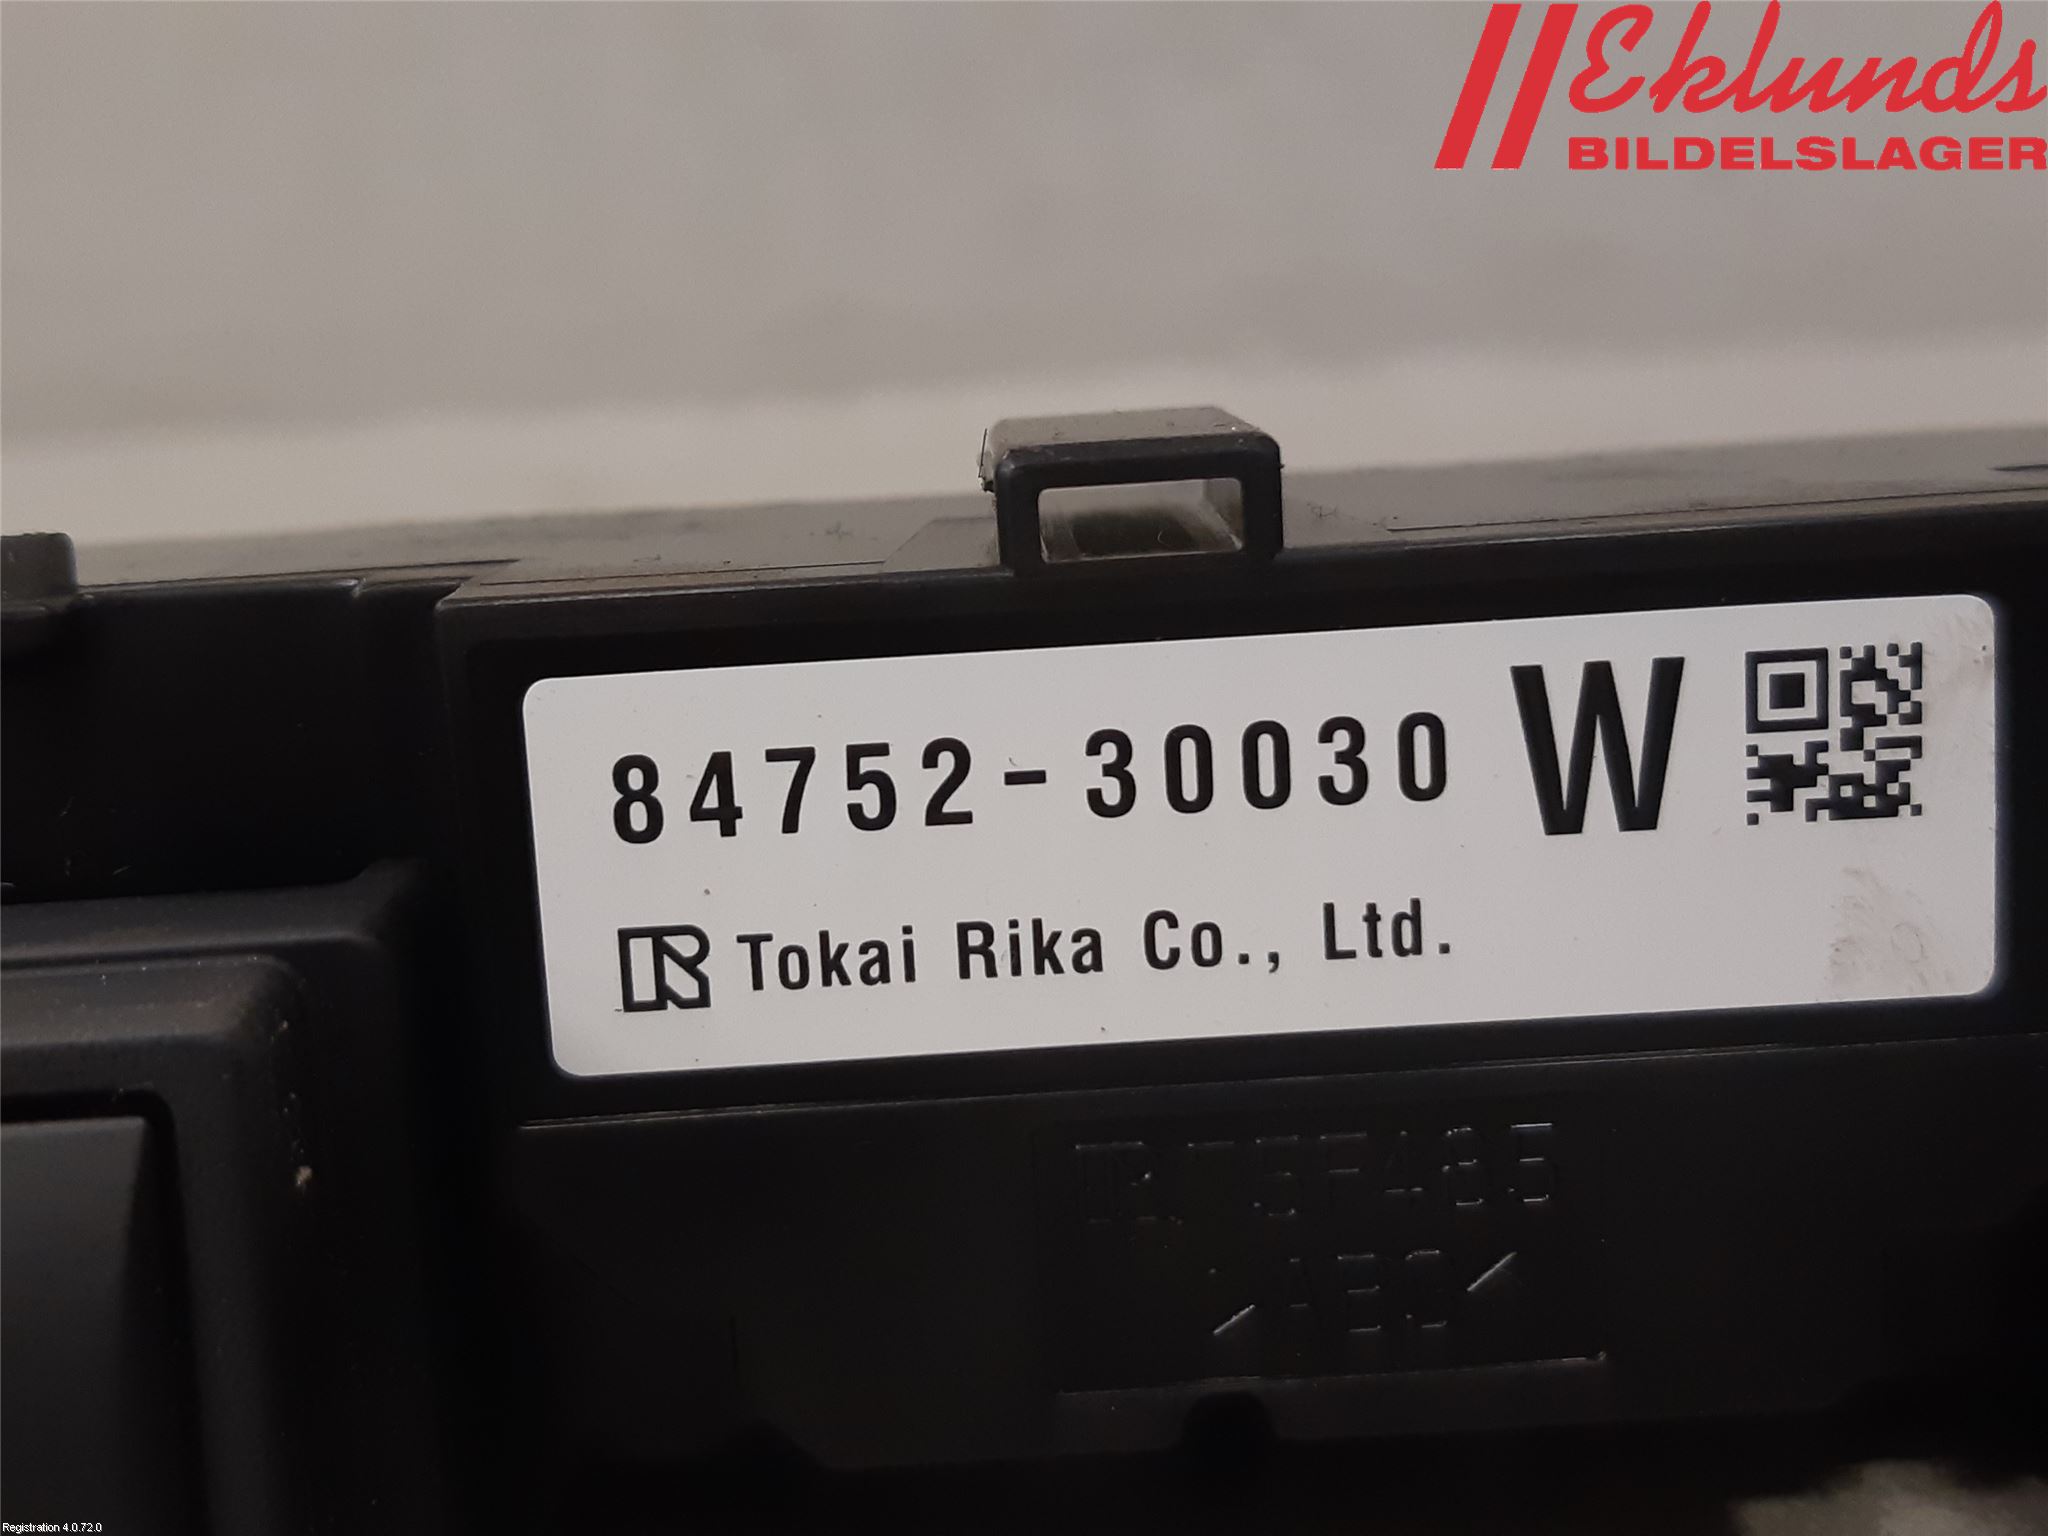 Eklunds
BILDELSLAGER
84752-30030 W
Tokai Rika Co., Ltd.
Registration 4.0.72.0